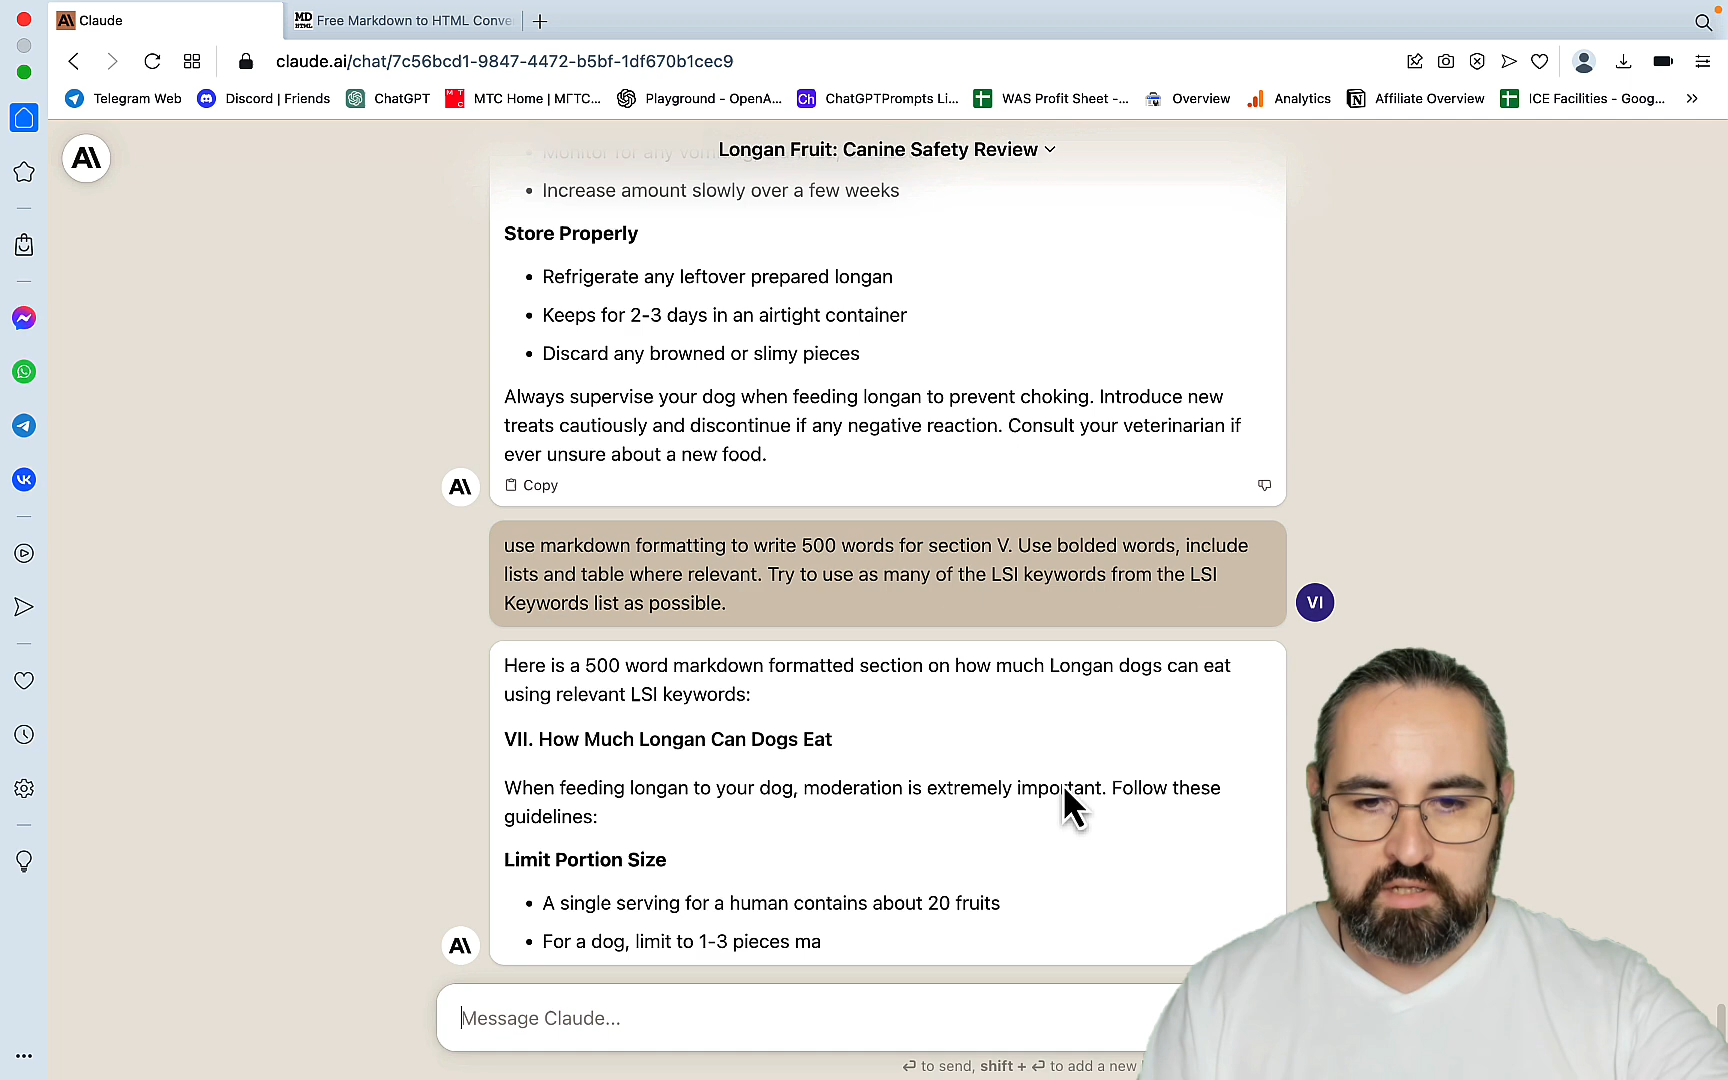 Claude
MD HTML Free Markdown to HTML Conve
claude.ai/chat/7c56bcd1-9847-4472-b5bf-1df670b1cec9
Telegram Web Discord | Friends ChatGPT MTC Home | МГТС... Playground - OpenA... Ch ChatGPTPrompts Li... WAS Profit Sheet -... Overview Analytics Affiliate Overview ICE Facilities - Goog...
Longan Fruit: Canine Safety Review
Monitor for any
Increase amount slowly over a few weeks
Store Properly
Refrigerate any leftover prepared longan
Keeps for 2-3 days in an airtight container
Discard any browned or slimy pieces
Always supervise your dog when feeding longan to prevent choking. Introduce new
treats cautiously and discontinue if any negative reaction. Consult your veterinarian if
ever unsure about a new food.
Copy
use markdown formatting to write 500 words for section V. Use bolded words, include
lists and table where relevant. Try to use as many of the LSI keywords from the LSI
Keywords list as possible.
VI
Here is a 500 word markdown formatted section on how much Longan dogs can eat
using relevant LSI keywords:
VII. How Much Longan Can Dogs Eat
When feeding longan to your dog, moderation is extremely important. Follow these
guidelines:
Limit Portion Size
A single serving for a human contains about 20 fruits
For a dog, limit to 1-3 pieces ma
Message Claude...
to send, shift + to add a new